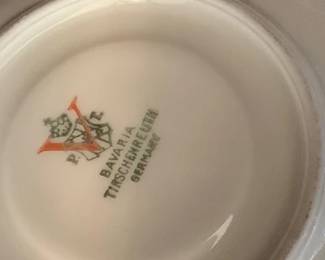 V
P. T.
BAVARIA
TIRSCHENREUTH
GERMANY